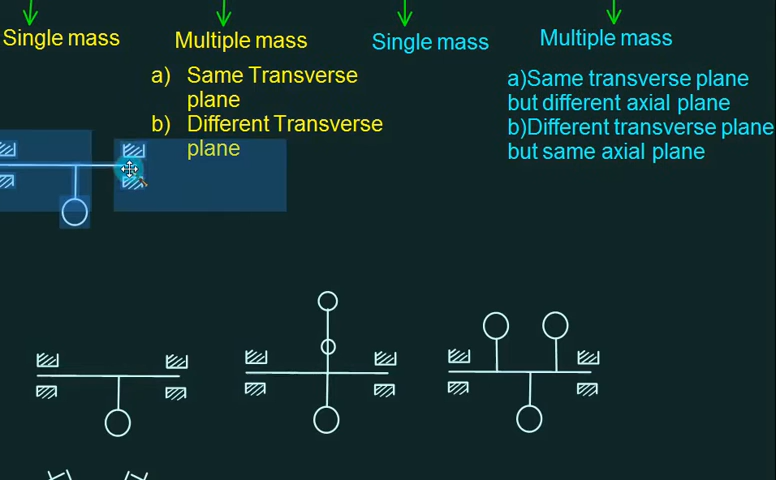 Single mass
Multiple mass
a) Same Transverse
plane
b) Different Transverse
plane
Single mass
Multiple mass
a)Same transverse plane
but different axial plane
b)Different transverse plane
but same axial plane